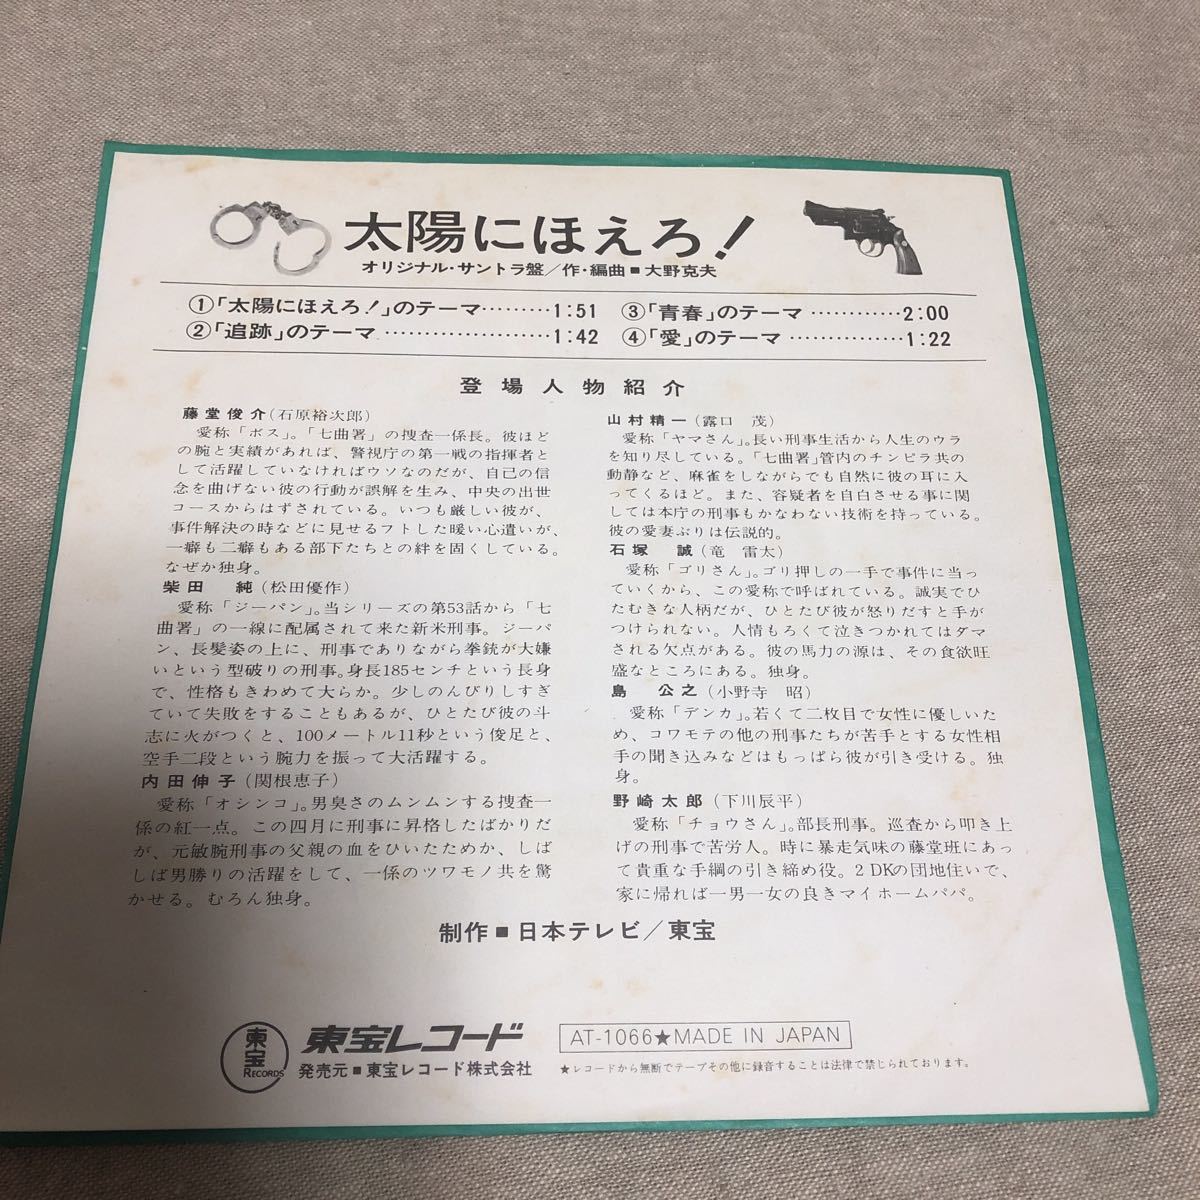 太陽にほえろ!
オリジナル・サントラ盤/作・編曲■大野克夫
①「太陽にほえろ!」のテーマ………1:51
②「追跡」のテーマ …………………1:42
③「青春」のテーマ …………2:00
④「愛」のテーマ ……………1:22
登場人物紹介
藤堂俊介(石原裕次郎)
愛称「ボス」。「七曲署」の捜査一係長。彼ほど
の腕と実績があれば、警視庁の第一戦の指揮者と
して活躍していなければウソなのだが、自己の信
念を曲げない彼の行動が誤解を生み、中央の出世
コースからはずされている。いつも厳しい彼が、
事件解決の時などに見せるフトした暖い心遣いが、
一癖も二癖もある部下たちとの絆を固くしている。
なぜか独身。
柴田 純(松田優作)
愛称「ジーパン」。当シリーズの第53話から「七
曲署」の一線に配属されて来た新米刑事。ジーパ
ン、長髪姿の上に、刑事でありながら拳銃が大嫌
いという型破りの刑事。身長185センチという長身
で、性格もきわめて大らか。少しのんびりしすぎ
ていて失敗をすることもあるが、ひとたび彼の斗
志に火がつくと、100メートル11秒という俊足と、
空手二段という腕力を振って大活躍する。
内田伸子(関根恵子)
愛称「オシンコ」。男臭さのムンムンする捜査一
係の紅一点。この四月に刑事に昇格したばかりだ
が、元敏腕刑事の父親の血をひいたためか、しば
しば男勝りの活躍をして、一係のツワモノ共を驚
かせる。むろん独身。
山村精一(露口 茂)
愛称「ヤマさん」。長い刑事生活から人生のウラ
を知り尽している。「七曲署」管内のチンピラ共の
動静など、麻雀をしながらでも自然に彼の耳に入
ってくるほど。また、容疑者を自白させる事に関
しては本庁の刑事もかなわない技術を持っている。
彼の愛妻ぶりは伝説的。
石塚 誠(竜 雷太)
愛称「ゴリさん」。ゴリ押しの一手で事件に当っ
ていくから、この愛称で呼ばれている。誠実でひ
たむきな人柄だが、ひとたび彼が怒りだすと手が
つけられない。人情もろくて泣きつかれてはダマ
される欠点がある。彼の馬力の源は、その食欲旺
盛なところにある。独身。
島 公之(小野寺 昭)
愛称「デンカ」。若くて二枚目で女性に優しいた
め、コワモテの他の刑事たちが苦手とする女性相
手の聞き込みなどはもっぱら彼が引き受ける。独
身。
野崎太郎(下川辰平)
愛称「チョウさん」。部長刑事。巡査から叩き上
げの刑事で苦労人。時に暴走気味の藤堂班にあっ
て貴重な手綱の引き締め役。2DKの団地住いで、
家に帰れば一男一女の良きマイホームパパ。
制作■日本テレビ/東宝
東宝
RECORDS
東宝レコード
発売元■東宝レコード株式会社
AT-1066★MADE IN JAPAN
★レコードから無断でテープその他に録音することは法律で禁じられております。